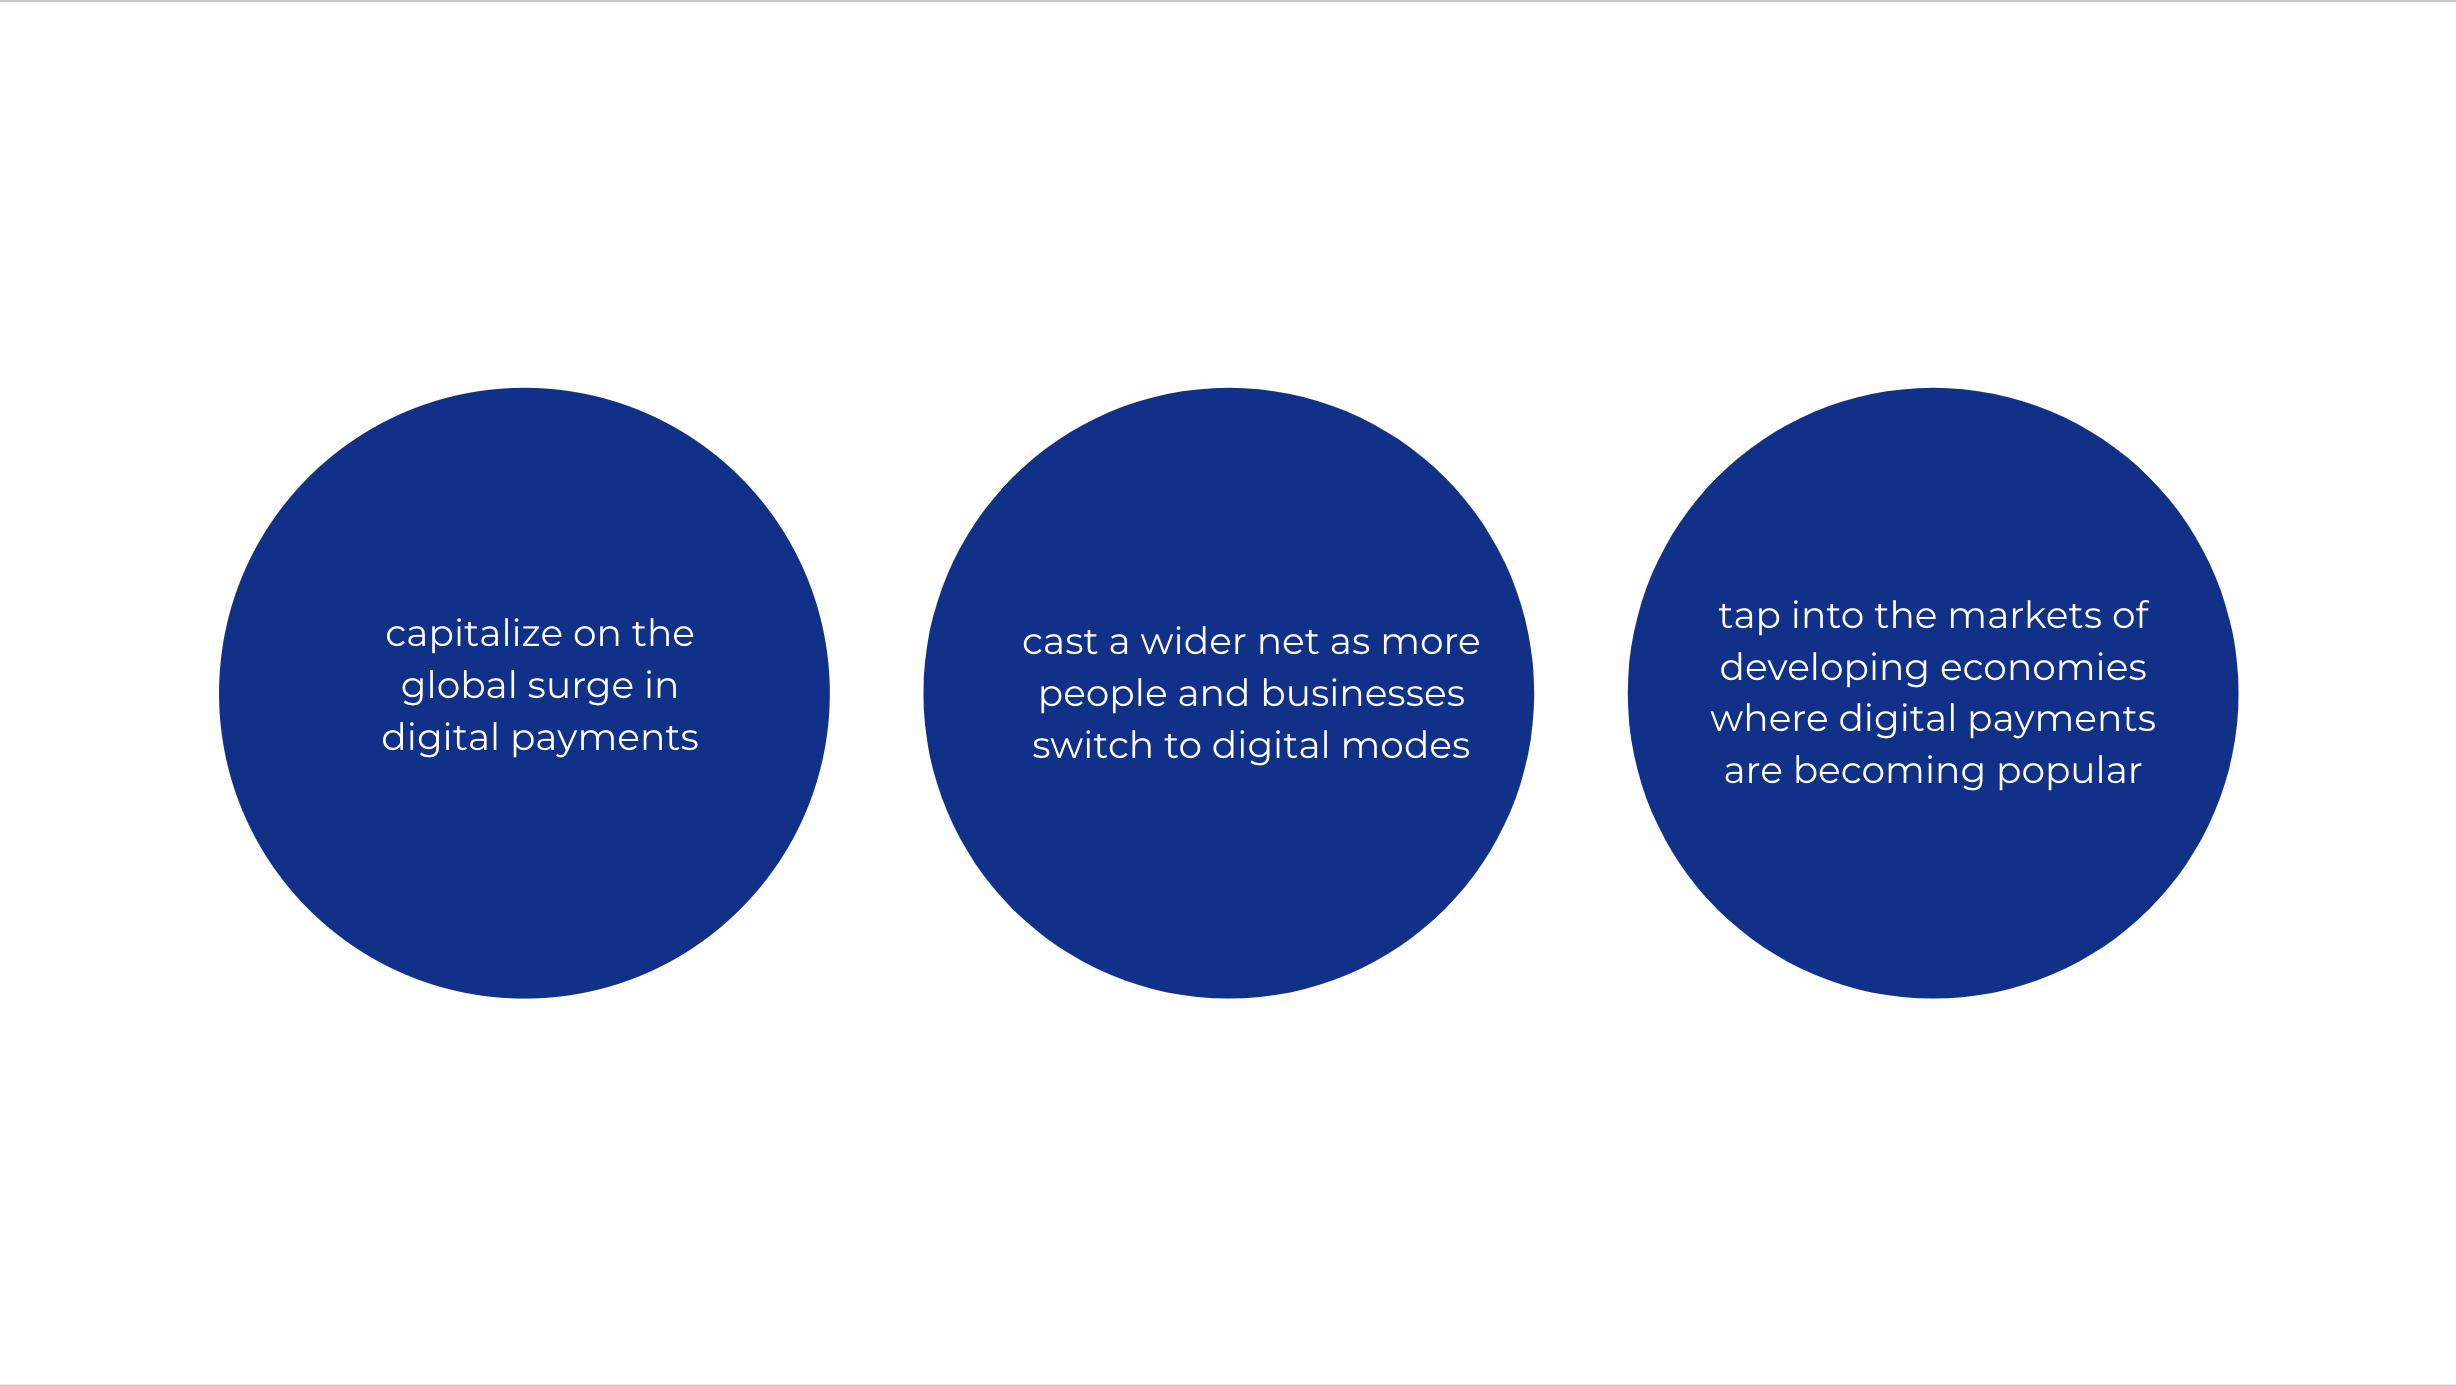 capitalize on the
global surge in
digital payments
cast a wider net as more
people and businesses
switch to digital modes
tap into the markets of
developing economies
where digital payments
are becoming popular